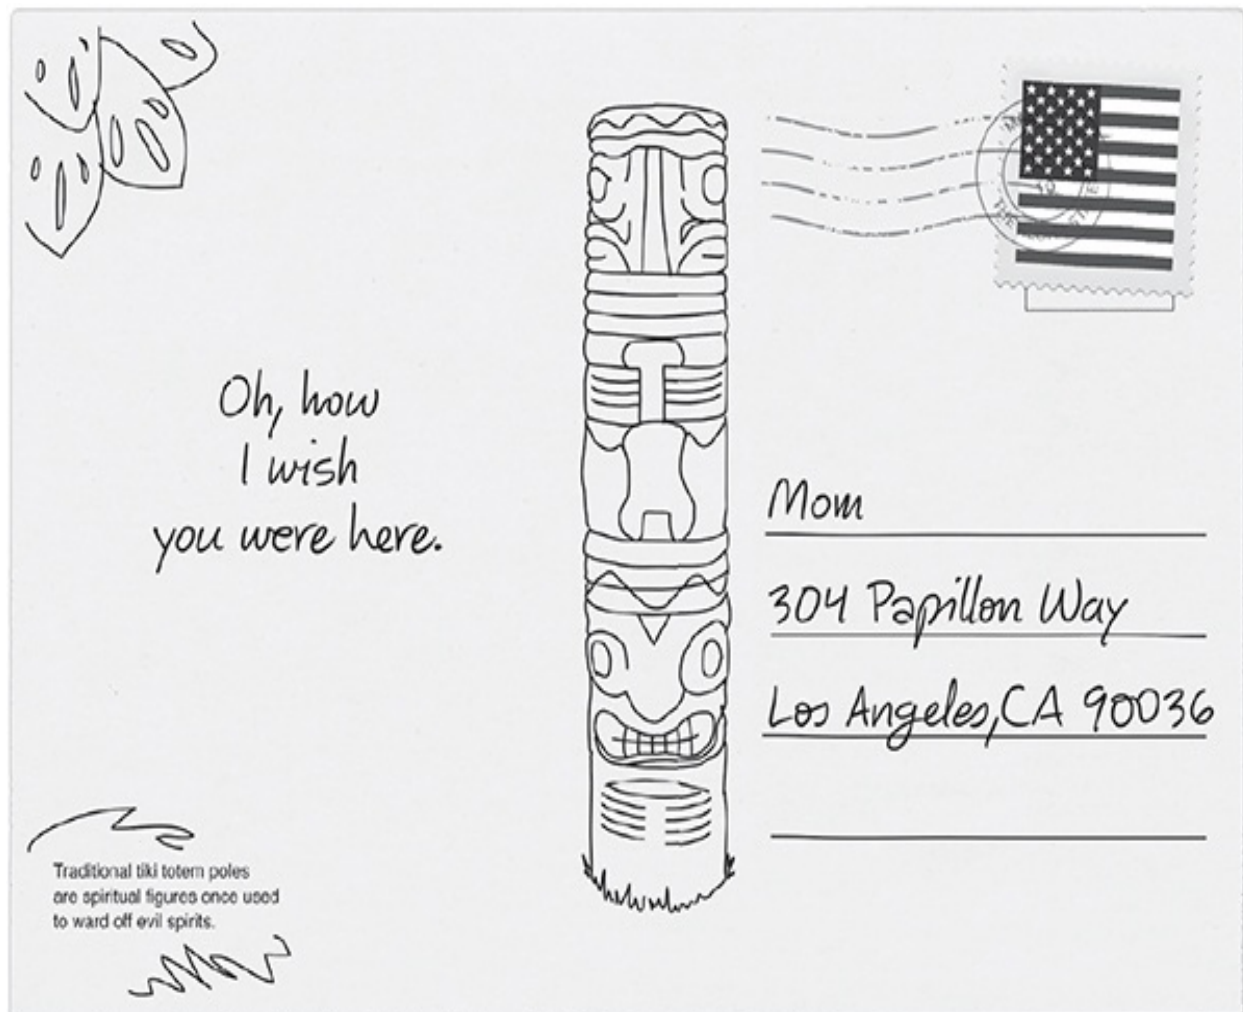 Oh, how
I wish
you were here.
Mom
304 Papillon Way
Los Angeles, CA 90036
Traditional tiki totem poles
are spiritual figures once used
to ward off evil spirits.